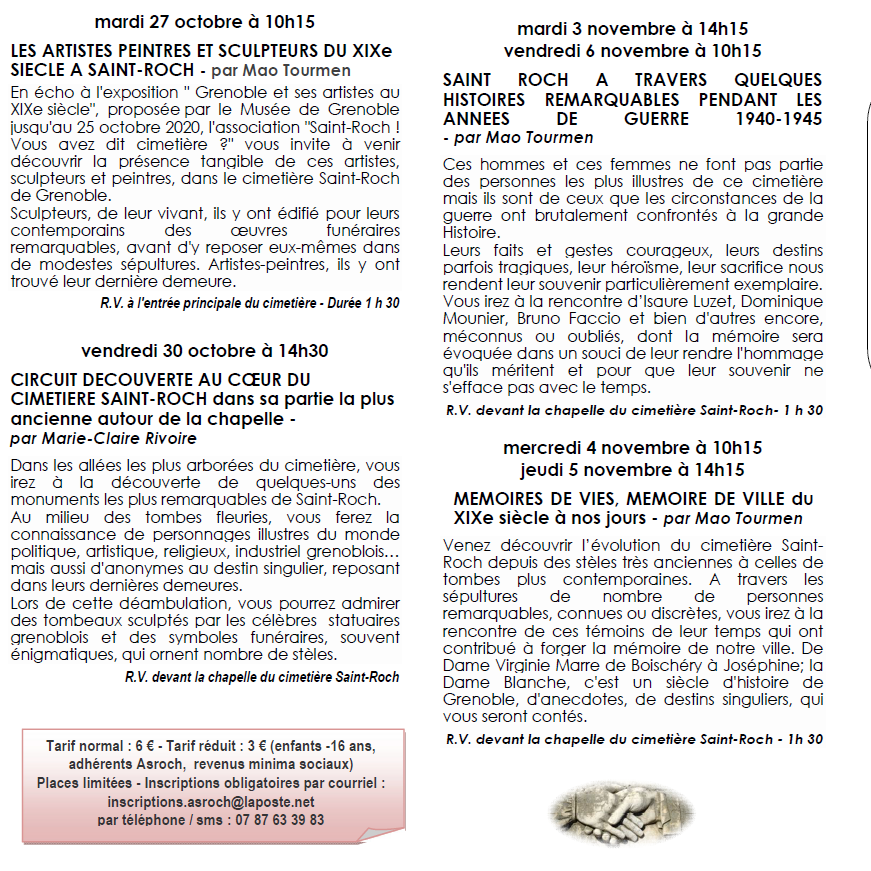 mardi 27 octobre à 10h15
LES ARTISTES PEINTRES ET SCULPTEURS DU XIXe
SIECLE A SAINT-ROCH - par Mao Tourmen
En écho à l'exposition " Grenoble et ses artistes au
XIXe siècle", proposée par le Musée de Grenoble
jusqu'au 25 octobre 2020, l'association "Saint-Roch !
Vous avez dit cimetière ?" vous invite à venir
découvrir la présence tangible de ces artistes,
sculpteurs et peintres, dans le cimetière Saint-Roch
de Grenoble.
Sculpteurs, de leur vivant, ils y ont édifié pour leurs
contemporains des œuvres funéraires
remarquables, avant d'y reposer eux-mêmes dans
de modestes sépultures. Artistes-peintres, ils y ont
trouvé leur dernière demeure.
R.V. à l'entrée principale du cimetière - Durée 1 h 30
vendredi 30 octobre à 14h30
CIRCUIT DECOUVERTE AU CŒUR DU
CIMETIERE SAINT-ROCH dans sa partie la plus
ancienne autour de la chapelle -
par Marie-Claire Rivoire
Dans les allées les plus arborées du cimetière, vous
irez à la découverte de quelques-uns des
monuments les plus remarquables de Saint-Roch.
Au milieu des tombes fleuries, vous ferez la
connaissance de personnages illustres du monde
politique, artistique, religieux, industriel grenoblois...
mais aussi d'anonymes au destin singulier, reposant
dans leurs dernières demeures.
Lors de cette déambulation, vous pourrez admirer
des tombeaux sculptés par les célèbres statuaires
grenoblois et des symboles funéraires, souvent
énigmatiques, qui ornent nombre de stèles.
R.V. devant la chapelle du cimetière Saint-Roch
Tarif normal : 6 € - Tarif réduit : 3 € (enfants -16 ans,
adhérents Asroch, revenus minima sociaux)
Places limitées - Inscriptions obligatoires par courriel :
inscriptions.asroch@laposte.net
par téléphone / sms : 07 87 63 39 83
mardi 3 novembre à 14h15
vendredi 6 novembre à 10h15
SAINT ROCH A TRAVERS QUELQUES
HISTOIRES REMARQUABLES PENDANT LES
ANNEES DE GUERRE 1940-1945
- par Mao Tourmen
Ces hommes et ces femmes ne font pas partie
des personnes les plus illustres de ce cimetière
mais ils sont de ceux que les circonstances de la
guerre ont brutalement confrontés à la grande
Histoire.
Leurs faits et gestes courageux, leurs destins
parfois tragiques, leur héroïsme, leur sacrifice nous
rendent leur souvenir particulièrement exemplaire.
Vous irez à la rencontre d'Isaure Luzet, Dominique
Mounier, Bruno Faccio et bien d'autres encore,
méconnus ou oubliés, dont la mémoire sera
évoquée dans un souci de leur rendre l'hommage
qu'ils méritent et pour que leur souvenir ne
s'efface pas avec le temps.
R.V. devant la chapelle du cimetière Saint-Roch- 1 h 30
mercredi 4 novembre à 10h15
jeudi 5 novembre à 14h15
MEMOIRES DE VIES, MEMOIRE DE VILLE du
XIXe siècle à nos jours - par Mao Tourmen
Venez découvrir l'évolution du cimetière Saint-
Roch depuis des stèles très anciennes à celles de
tombes plus contemporaines. A travers les
sépultures de nombre de personnes
remarquables, connues ou discrètes, vous irez à la
rencontre de ces témoins de leur temps qui ont
contribué à forger la mémoire de notre ville. De
Dame Virginie Marre de Boischéry à Joséphine; la
Dame Blanche, c'est un siècle d'histoire de
Grenoble, d'anecdotes, de destins singuliers, qui
vous seront contés.
R.V. devant la chapelle du cimetière Saint-Roch - 1h 30